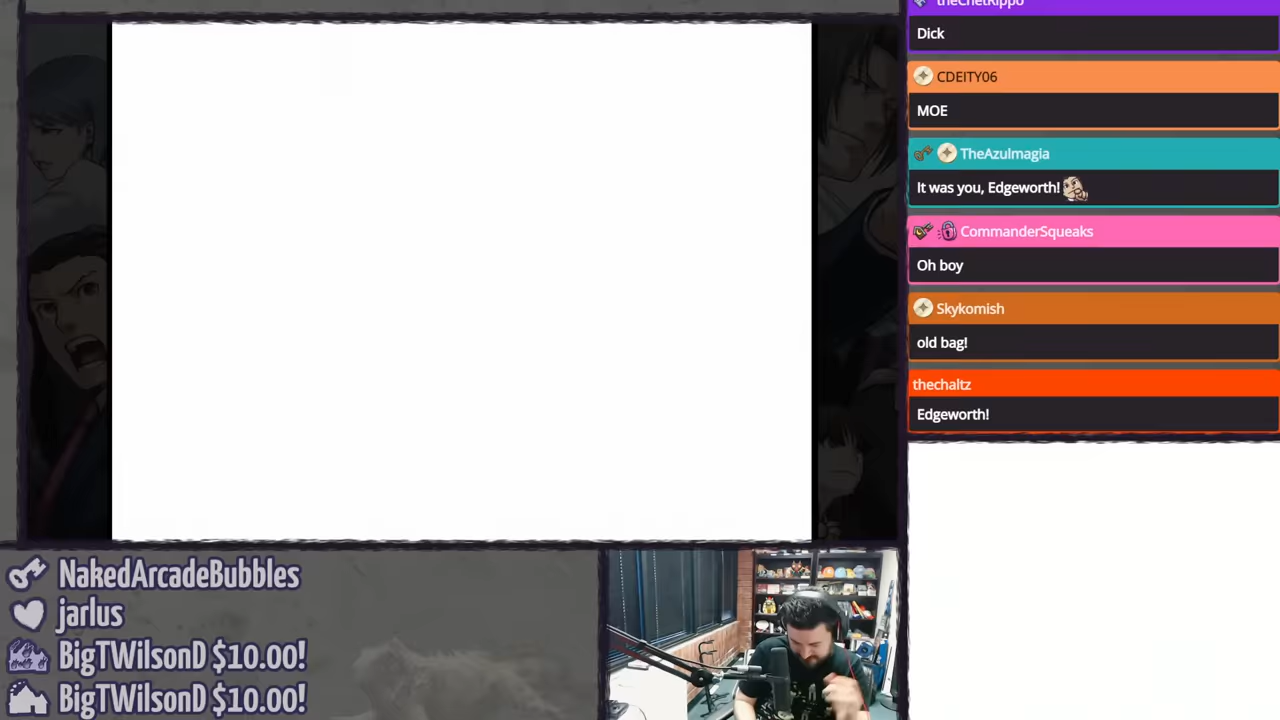 theChetRippo
Dick
CDEITY06
MOE
TheAzulmagia
It was you, Edgeworth!
CommanderSqueaks
Oh boy
Skykomish
old bag!
thechaltz
Edgeworth!
NakedArcadeBubbles
jarlus
BigTWilsonD $10.00!
BigTWilsonD $10.00!